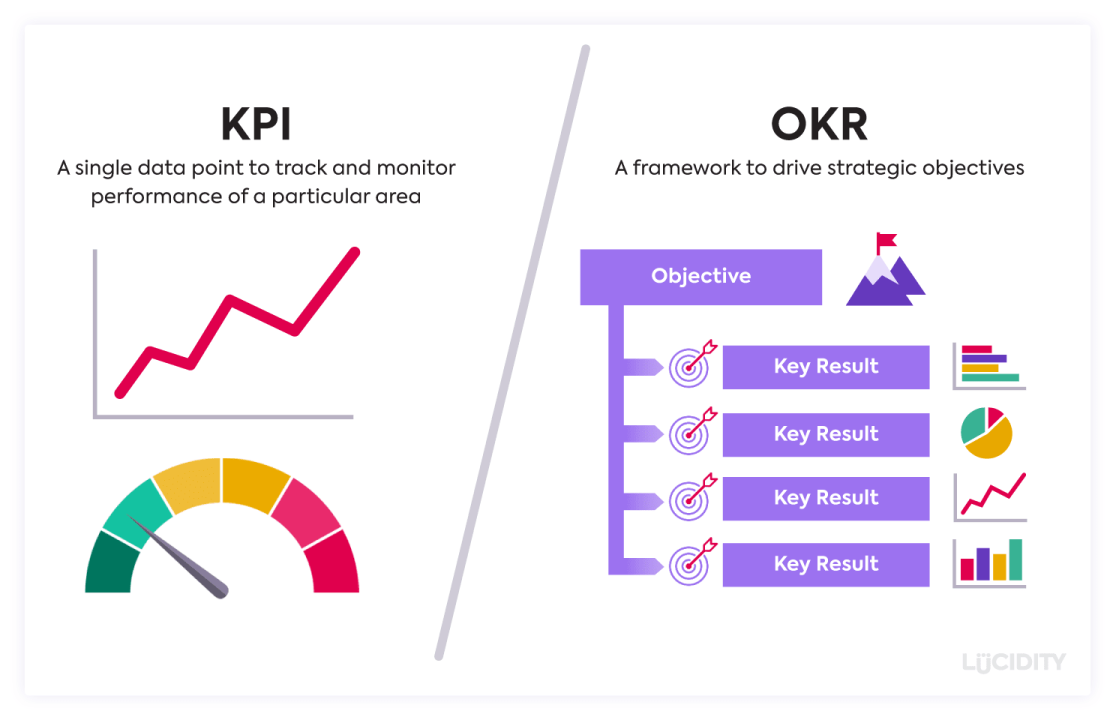 KPI
A single data point to track and monitor
performance of a particular area
OKR
A framework to drive strategic objectives
Objective
Key Result
Key Result
Key Result
Key Result
LÜCIDITY